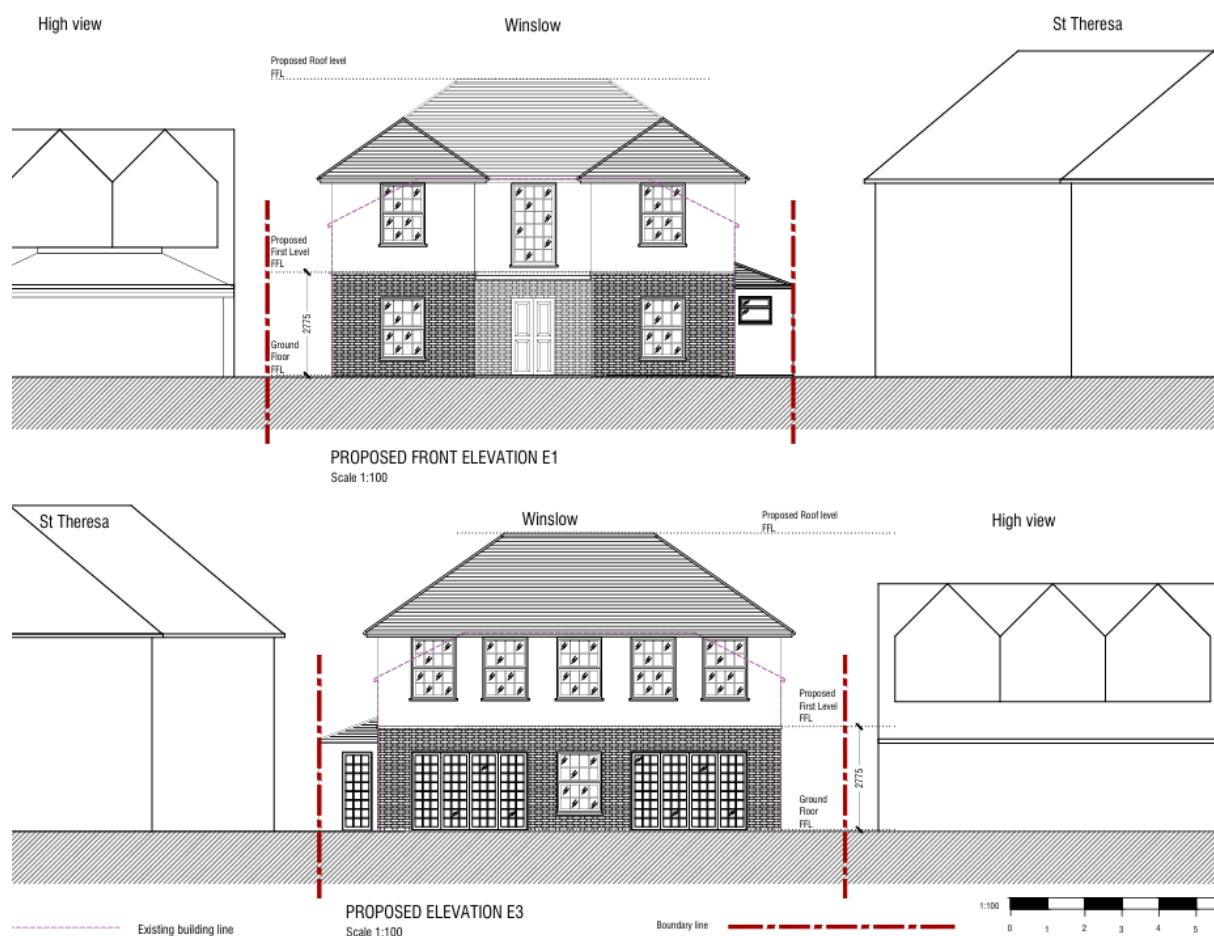 High view
Winslow
St Theresa
Proposed Roof level
FFL
Proposed
First Level
FFL
2775
Ground
Floor
FFL
PROPOSED FRONT ELEVATION E1
Scale 1:100
St Theresa
Winslow
Proposed Roof level
FFL
High view
Proposed
First Level
FFL
2775
Ground
Floor
FFL
PROPOSED ELEVATION E3
Scale 1:100
Existing building line
Boundary line
1:100
0 1 2 3 4 5